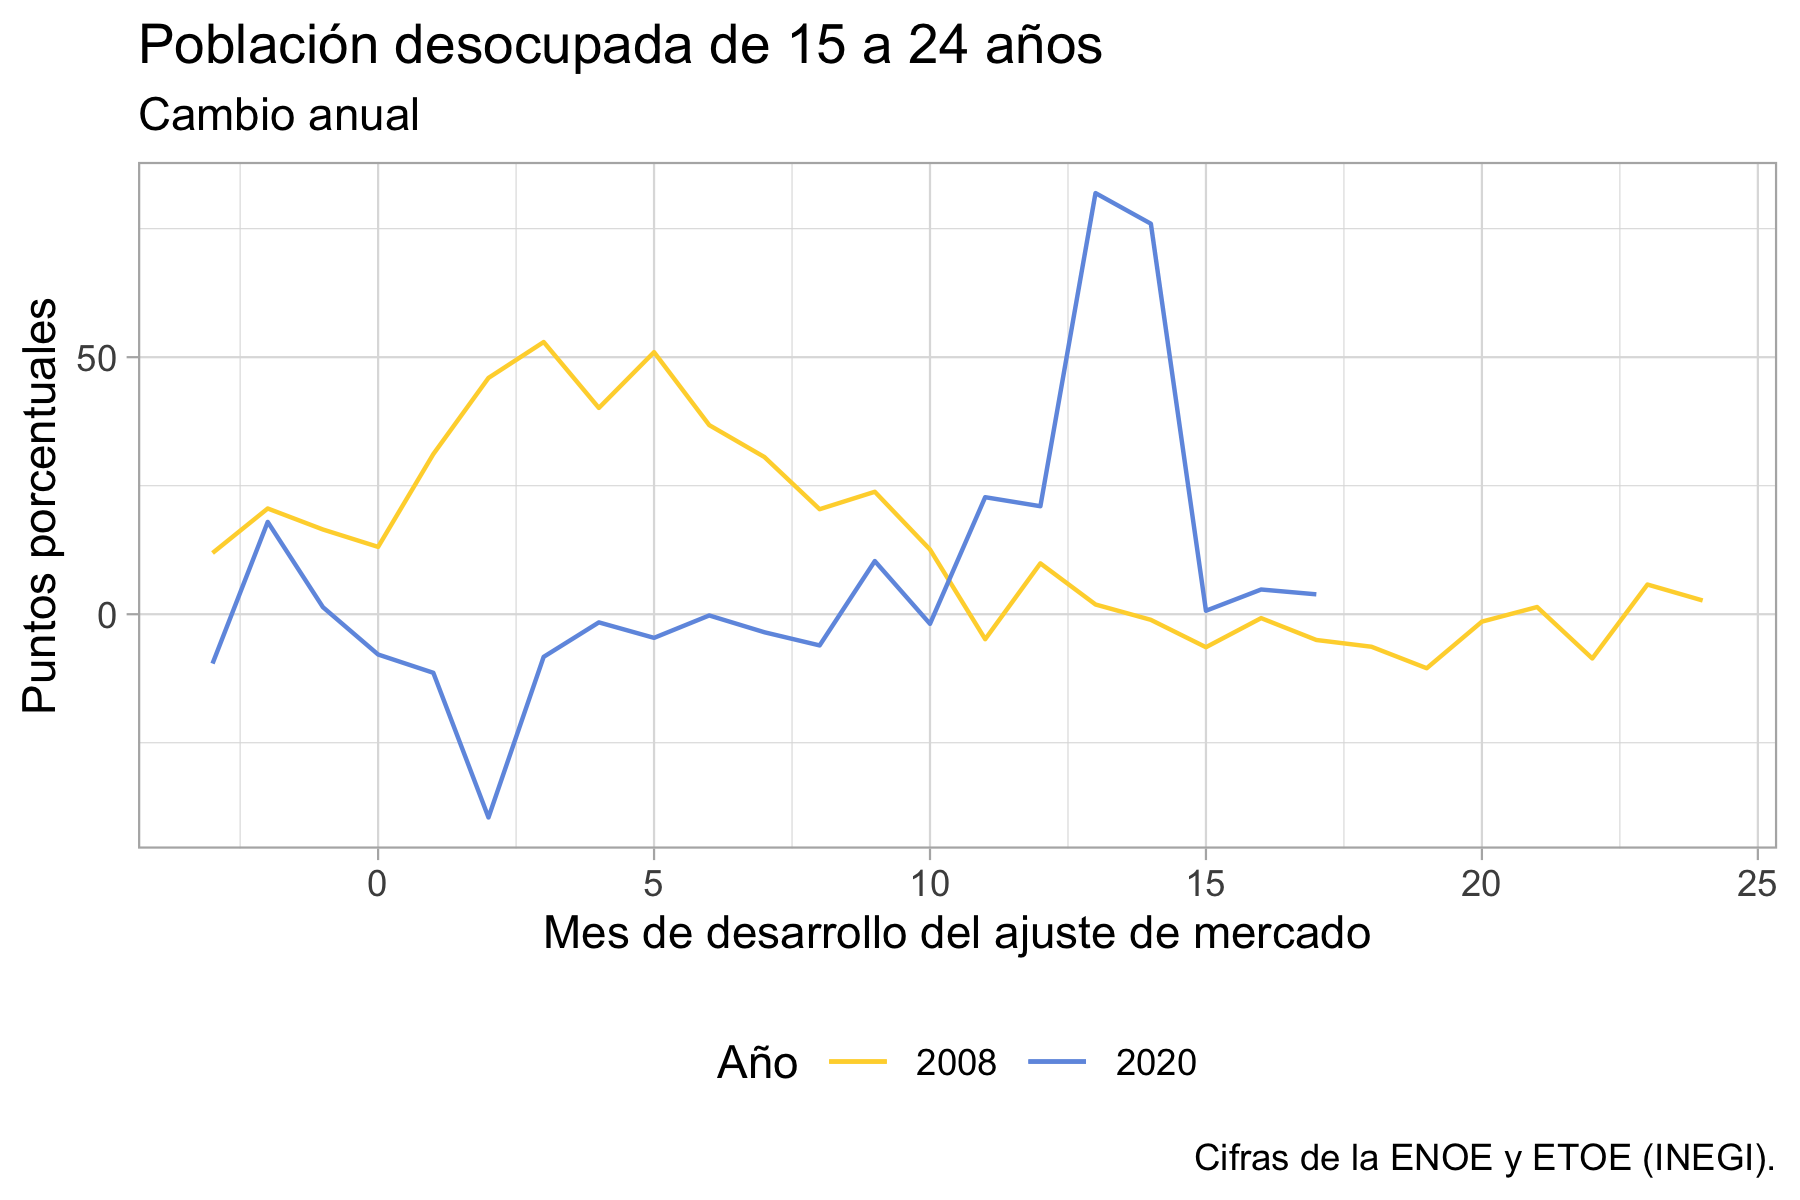 Población desocupada de 15 a 24 años
Cambio anual
Puntos porcentuales
50
0
0 5 10 15 20 25
Mes de desarrollo del ajuste de mercado
Año 2008 2020
Cifras de la ENOE y ETOE (INEGI).